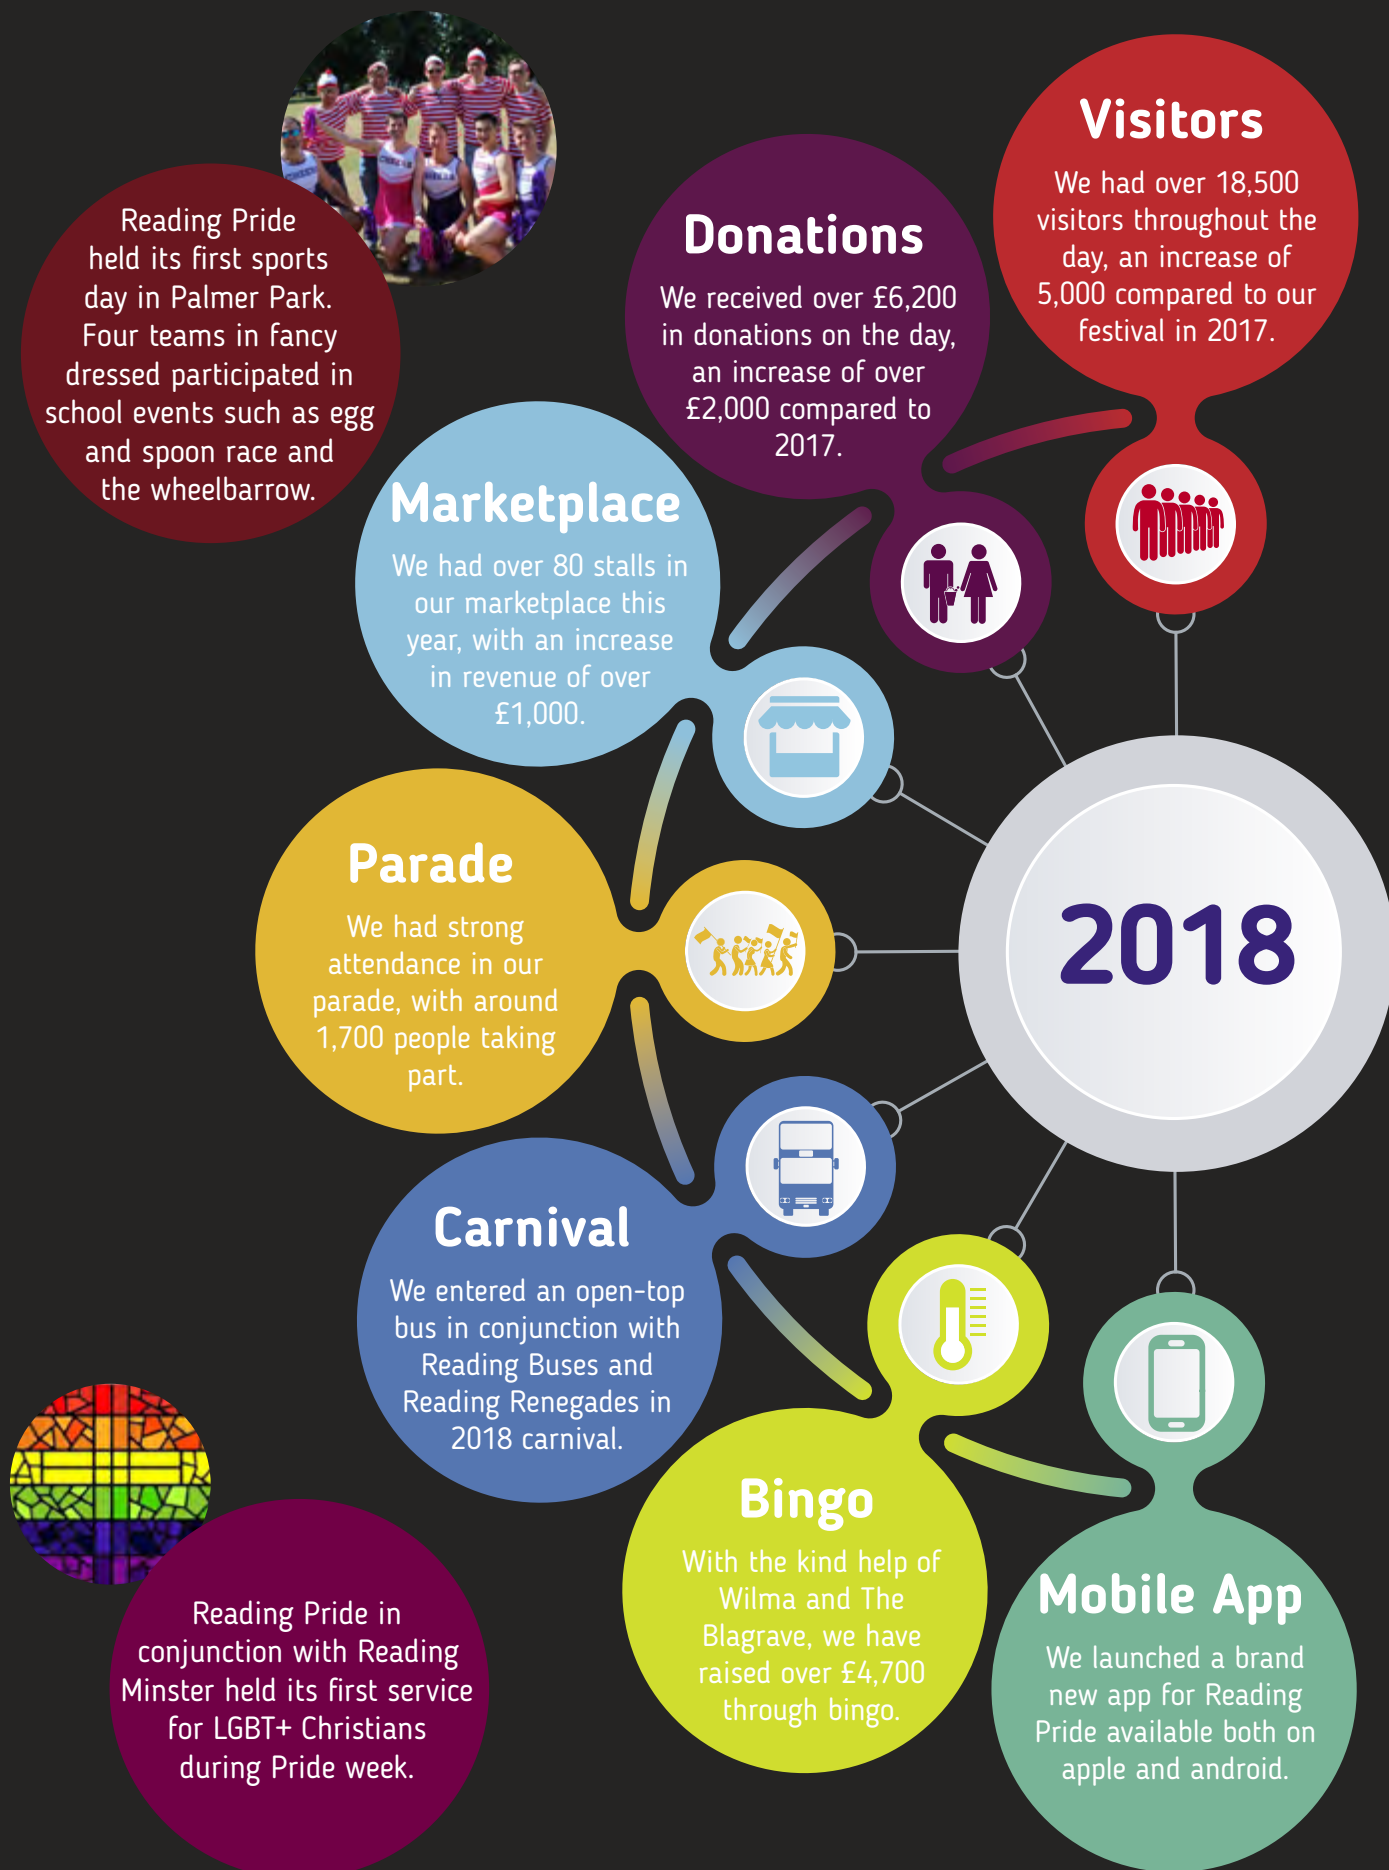 Reading Pride
held its first sports
day in Palmer Park.
Four teams in fancy
dressed participated in
school events such as egg
and spoon race and
the wheelbarrow.
Visitors
We had over 18,500
visitors throughout the
day, an increase of
5,000 compared to our
festival in 2017.
Donations
We received over £6,200
in donations on the day,
an increase of over
£2,000 compared to
2017.
Marketplace
We had over 80 stalls in
our marketplace this
year, with an increase
in revenue of over
£1,000.
Parade
We had strong
attendance in our
parade, with around
1,700 people taking
part.
2018
Carnival
We entered an open-top
bus in conjunction with
Reading Buses and
Reading Renegades in
2018 carnival.
Bingo
With the kind help of
Wilma and The
Blagrave, we have
raised over £4,700
through bingo.
Mobile App
We launched a brand
new app for Reading
Pride available both on
apple and android.
Reading Pride in
conjunction with Reading
Minster held its first service
for LGBT+ Christians
during Pride week.